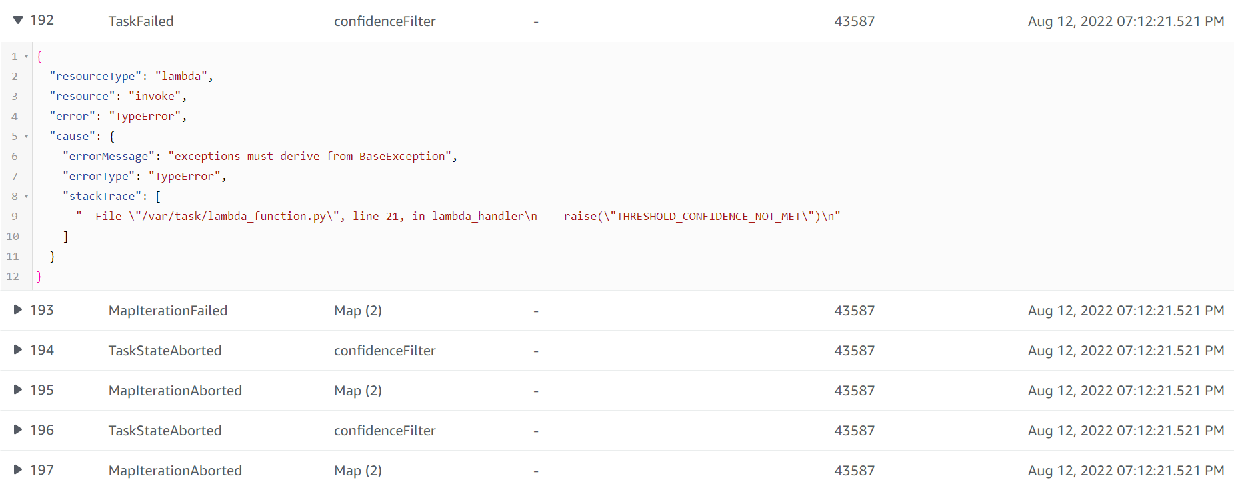 ▼ 192 TaskFailed confidenceFilter - 43587 Aug 12, 2022 07:12:21.521 PM
1 {
2 "resourceType": "lambda",
3 "resource": "invoke",
4 "error": "TypeError",
5 "cause": {
6 "errorMessage": "exceptions must derive from BaseException",
7 "errorType": "TypeError",
8 "stackTrace": [
9 "  File \"/var/task/lambda_function.py\", line 21, in lambda_handler\n    raise(\"THRESHOLD_CONFIDENCE_NOT_MET\")\n"
10 ]
11 }
12 }
▶ 193 MapIterationFailed Map (2) - 43587 Aug 12, 2022 07:12:21.521 PM
▶ 194 TaskStateAborted confidenceFilter - 43587 Aug 12, 2022 07:12:21.521 PM
▶ 195 MapIterationAborted Map (2) - 43587 Aug 12, 2022 07:12:21.521 PM
▶ 196 TaskStateAborted confidenceFilter - 43587 Aug 12, 2022 07:12:21.521 PM
▶ 197 MapIterationAborted Map (2) - 43587 Aug 12, 2022 07:12:21.521 PM